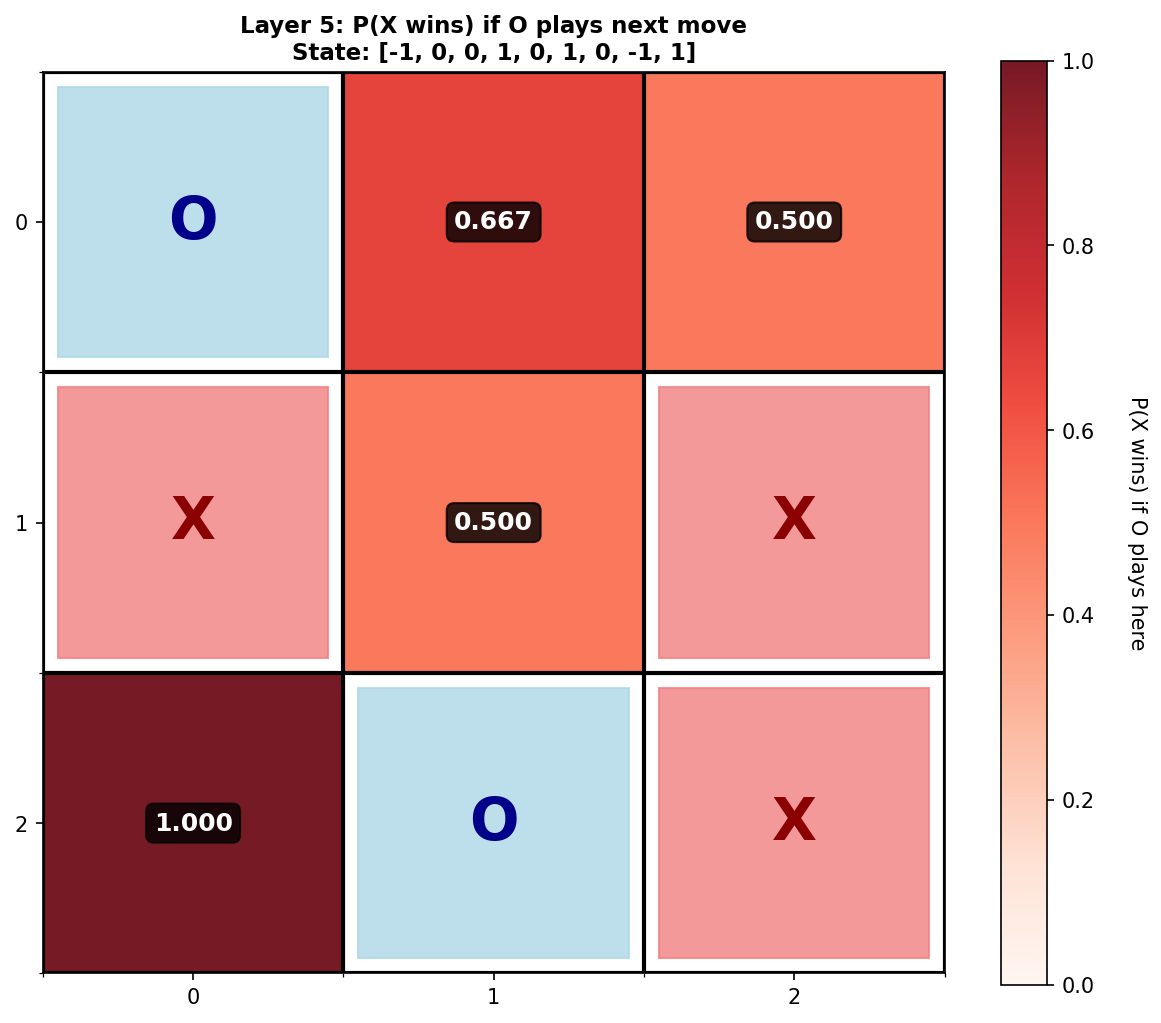 Layer 5: P(X wins) if O plays next move
State: [-1, 0, 0, 1, 0, 1, 0, -1, 1]
0
O
0.667
0.500
1
X
0.500
X
2
1.000
O
X
0
1
2
1.0
0.8
0.6
0.4
0.2
0.0
P(X wins) if O plays here